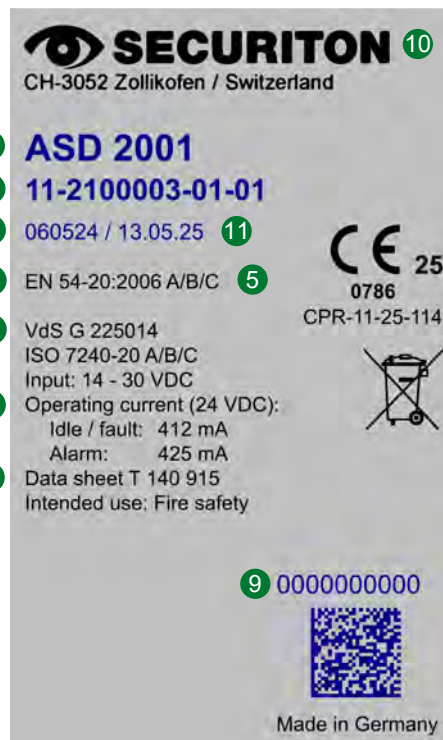 SECURITON 10
CH-3052 Zollikofen / Switzerland
ASD 2001
11-2100003-01-01
060524 / 13.05.25 11
EN 54-20:2006 A/B/C 5
CE 25
0786
CPR-11-25-114
VdS G 225014
ISO 7240-20 A/B/C
Input: 14 - 30 VDC
Operating current (24 VDC):
Idle / fault: 412 mA
Alarm: 425 mA
Data sheet T 140 915
Intended use: Fire safety
9 0000000000
Made in Germany